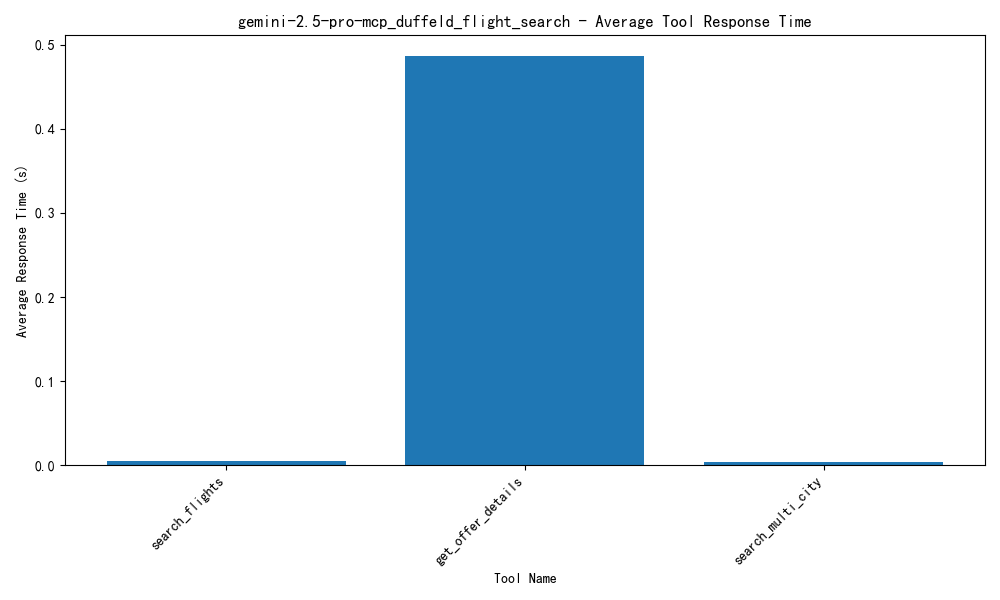 gemini-2.5-pro-mcp_duffeld_flight_search - Average Tool Response Time
Average Response Time (s)
0.5
0.4
0.3
0.2
0.1
0.0
search_flights
get_offer_details
search_multi_city
Tool Name